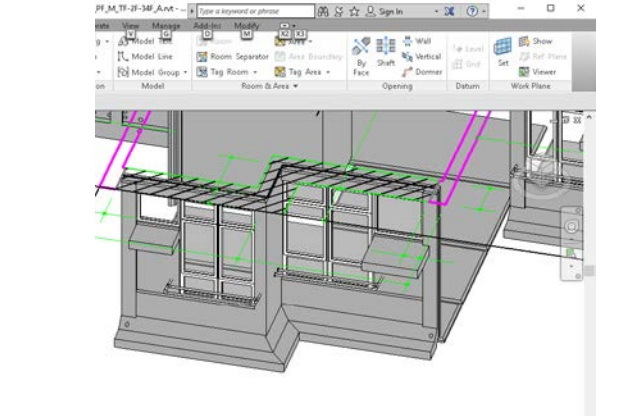 _PF_M_TF-2F-34F_A.rvt - ...
Type a keyword or phrase
Sign In
View Manage Add-Ins Modify
V G D M X2 X3
Model Text
Room
Area
Wall
Level
Show
Model Line
Room Separator
Area Boundary
By Face
Shaft
Vertical
Grid
Set
Ref Plane
Model Group
Tag Room
Tag Area
Dormer
Viewer
Model
Room & Area
Opening
Datum
Work Plane